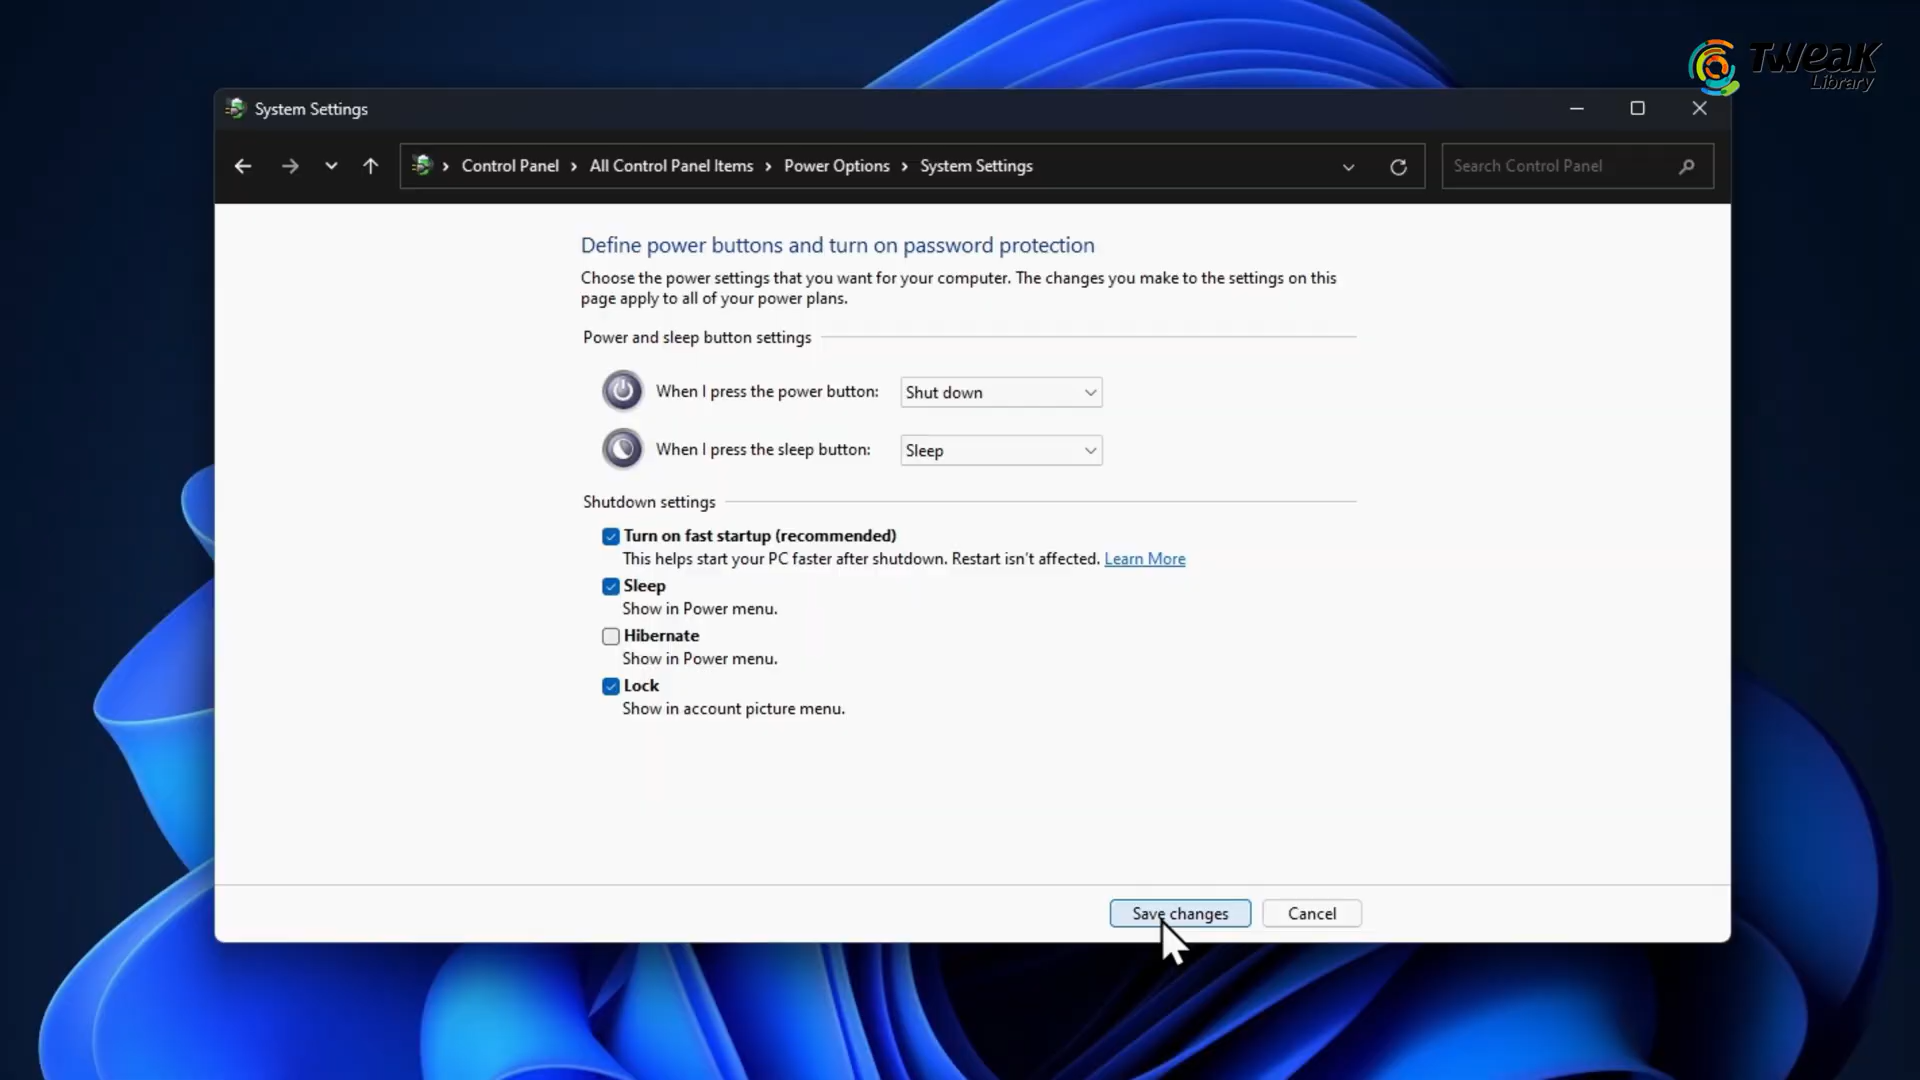 TWeaK
Library
System Settings
Control Panel › All Control Panel Items › Power Options › System Settings
Search Control Panel
Define power buttons and turn on password protection
Choose the power settings that you want for your computer. The changes you make to the settings on this
page apply to all of your power plans.
Power and sleep button settings
When I press the power button: Shut down
When I press the sleep button: Sleep
Shutdown settings
Turn on fast startup (recommended)
This helps start your PC faster after shutdown. Restart isn't affected. Learn More
Sleep
Show in Power menu.
Hibernate
Show in Power menu.
Lock
Show in account picture menu.
Save changes Cancel